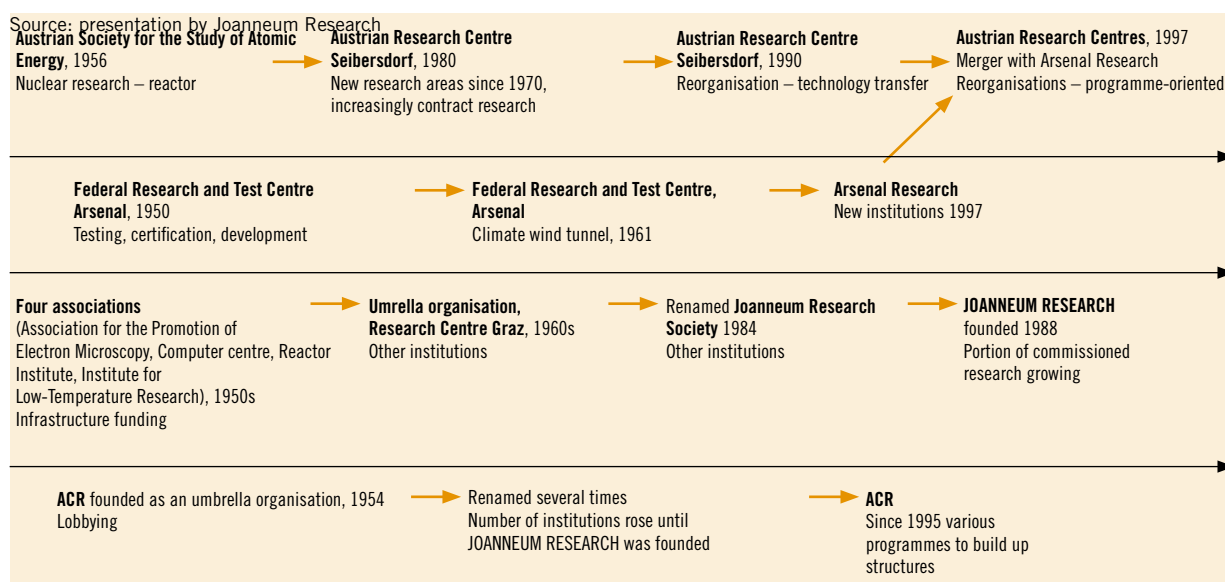 Source: presentation by Joanneum Research
Austrian Society for the Study of Atomic
Energy, 1956
Nuclear research – reactor
Austrian Research Centre
Seibersdorf, 1980
New research areas since 1970,
increasingly contract research
Austrian Research Centre
Seibersdorf, 1990
Reorganisation – technology transfer
Austrian Research Centres, 1997
Merger with Arsenal Research
Reorganisations – programme-oriented
Federal Research and Test Centre
Arsenal, 1950
Testing, certification, development
Federal Research and Test Centre,
Arsenal
Climate wind tunnel, 1961
Arsenal Research
New institutions 1997
Four associations
(Association for the Promotion of
Electron Microscopy, Computer centre, Reactor
Institute, Institute for
Low-Temperature Research), 1950s
Infrastructure funding
Umrella organisation,
Research Centre Graz, 1960s
Other institutions
Renamed Joanneum Research
Society 1984
Other institutions
JOANNEUM RESEARCH
founded 1988
Portion of commissioned
research growing
ACR founded as an umbrella organisation, 1954
Lobbying
Renamed several times
Number of institutions rose until
JOANNEUM RESEARCH was founded
ACR
Since 1995 various
programmes to build up
structures